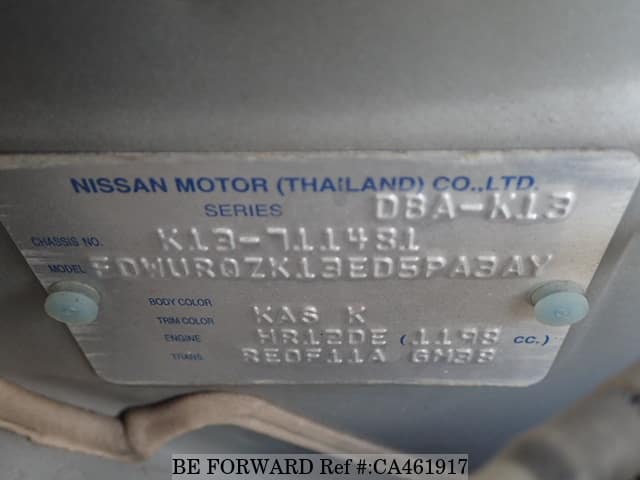 NISSAN MOTOR (THAILAND) CO.,LTD.
SERIES DBA-K13
CHASSIS NO. K13-711481
MODEL FDWURQZK13ED5PA3AY
BODY COLOR
TRIM COLOR KAS K
ENGINE HR12DE (1198 CC.)
TRANS RE0F11A GM38
BE FORWARD Ref #:CA461917